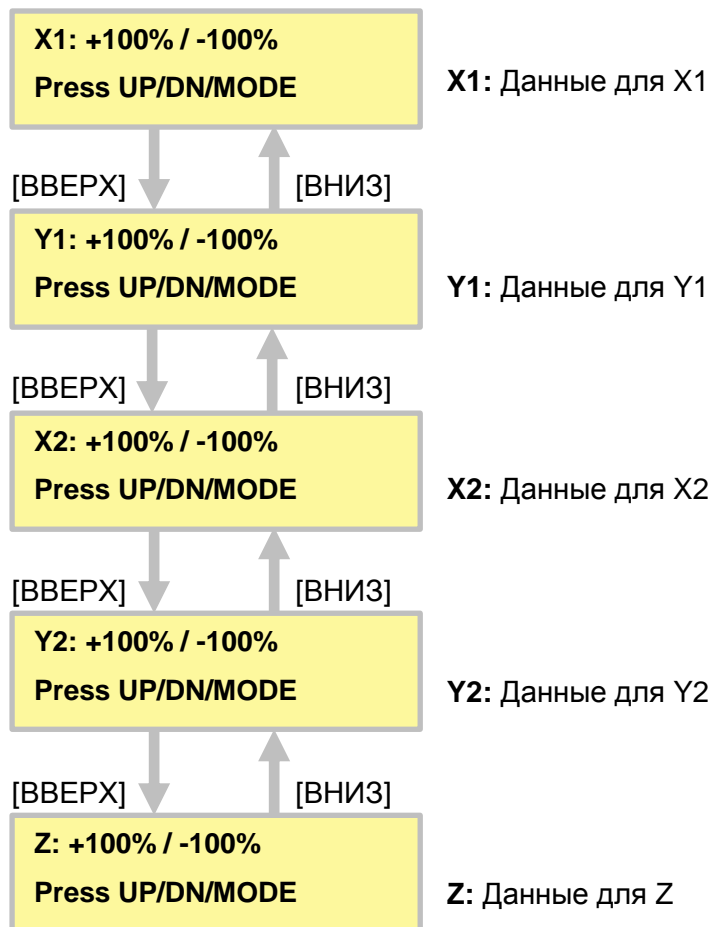 X1: +100% / -100%
Press UP/DN/MODE
X1: Данные для X1
[ВВЕРХ] [ВНИЗ]
Y1: +100% / -100%
Press UP/DN/MODE
Y1: Данные для Y1
[ВВЕРХ] [ВНИЗ]
X2: +100% / -100%
Press UP/DN/MODE
X2: Данные для X2
[ВВЕРХ] [ВНИЗ]
Y2: +100% / -100%
Press UP/DN/MODE
Y2: Данные для Y2
[ВВЕРХ] [ВНИЗ]
Z: +100% / -100%
Press UP/DN/MODE
Z: Данные для Z